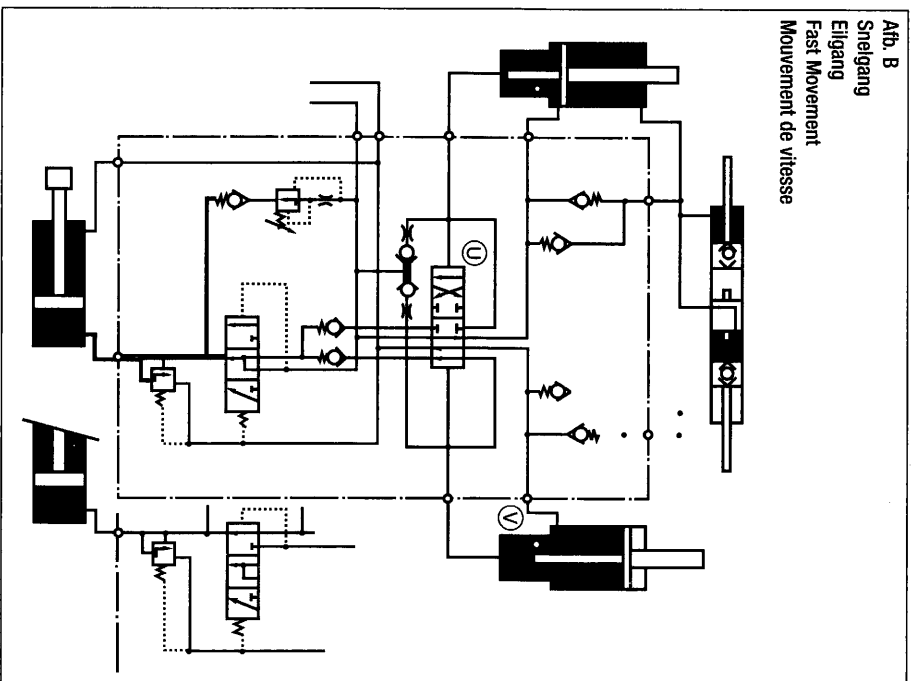 Afb. B
Snelgang
Eilgang
Fast Movement
Mouvement de vitesse
U
V